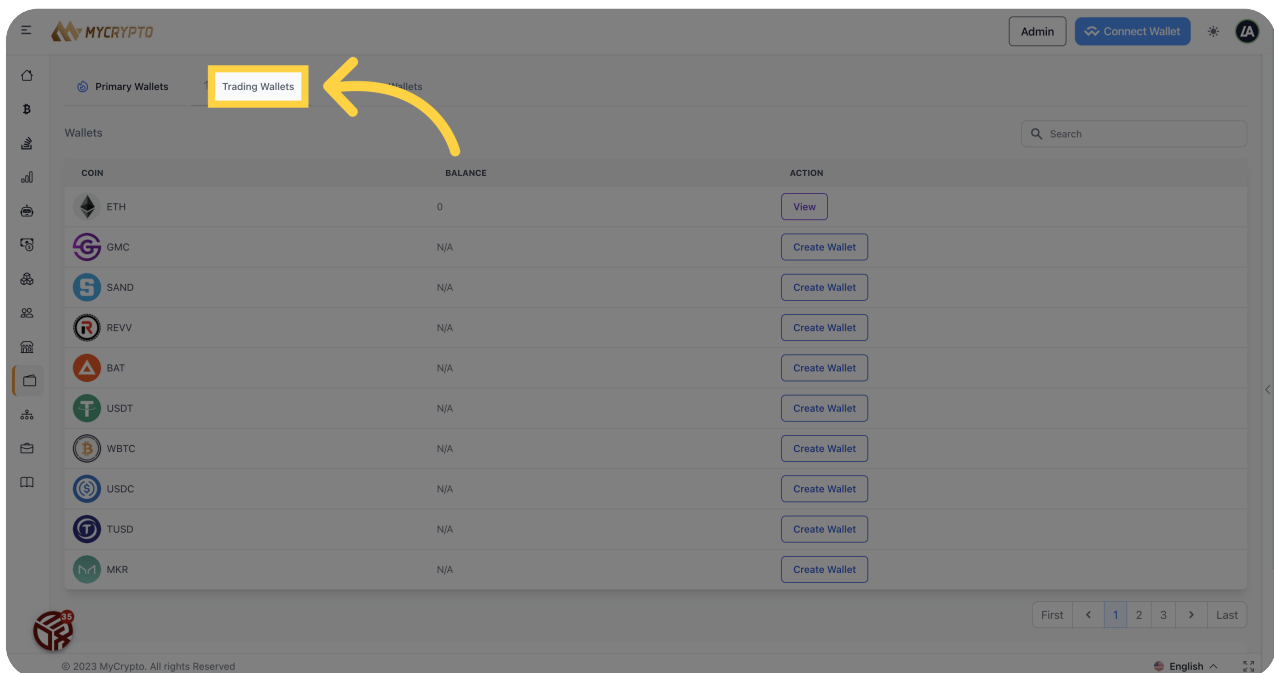 MYCRYPTO
Admin
Connect Wallet
Primary Wallets
Trading Wallets
Wallets
Wallets
Search
COIN BALANCE ACTION
ETH 0 View
GMC N/A Create Wallet
SAND N/A Create Wallet
REVV N/A Create Wallet
BAT N/A Create Wallet
USDT N/A Create Wallet
WBTC N/A Create Wallet
USDC N/A Create Wallet
TUSD N/A Create Wallet
MKR N/A Create Wallet
35
First 1 2 3 Last
© 2023 MyCrypto. All rights Reserved
English